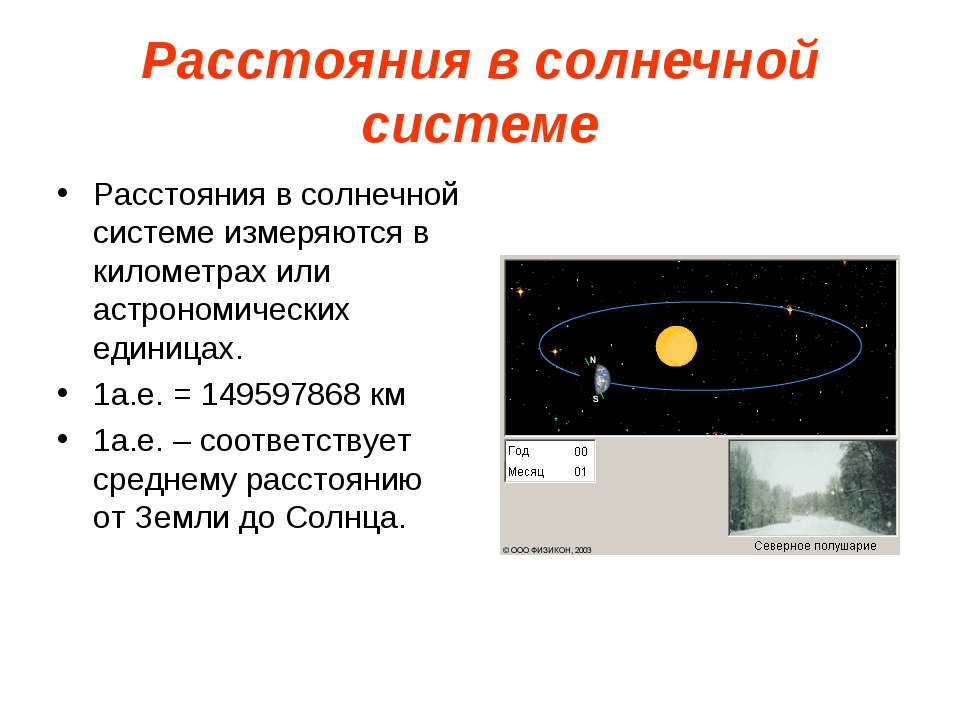 Расстояния в солнечной
системе
• Расстояния в солнечной
системе измеряются в
километрах или
астрономических
единицах.
• 1а.е. = 149597868 км
• 1а.е. – соответствует
среднему расстоянию
от Земли до Солнца.
N
S
Год 00
Месяц 01
Северное полушарие
© ООО ФИЗИКОН, 2003